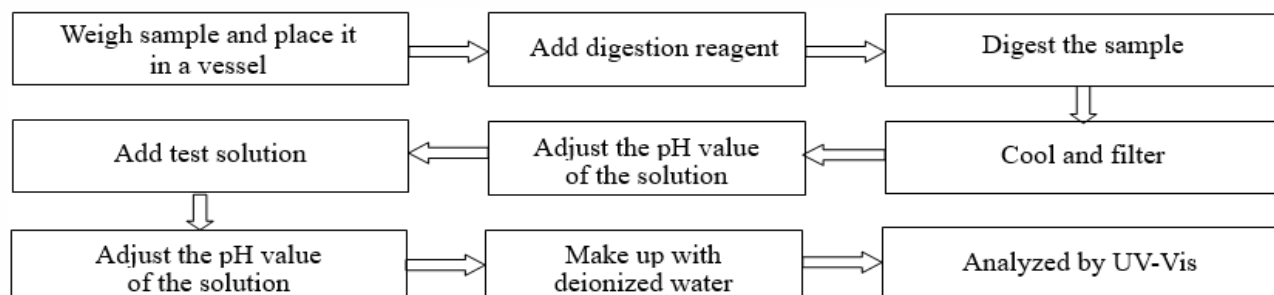 Weigh sample and place it
in a vessel
Add digestion reagent
Digest the sample
Cool and filter
Adjust the pH value
of the solution
Add test solution
Adjust the pH value
of the solution
Make up with
deionized water
Analyzed by UV-Vis